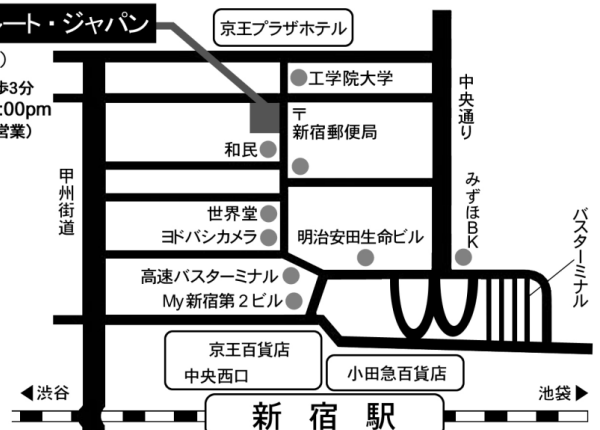 ート・ジャパン
京王プラザホテル
）
歩3分
:00pm
営業）
工学院大学
中央通り
〒
新宿郵便局
和民
甲州街道
みずほBK
世界堂
ヨドバシカメラ
明治安田生命ビル
バスターミナル
高速バスターミナル
My新宿第2ビル
京王百貨店
中央西口
小田急百貨店
◀渋谷
池袋▶
新宿駅